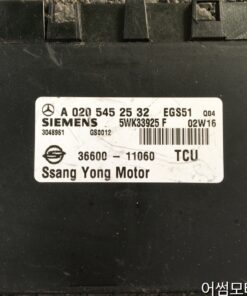 A 020 545 25 32 EGS51 Q84
SIEMENS 5WK33925 F 02W16
3048961 GS0012
36600-11060 TCU
Ssang Yong Motor
어썸모터